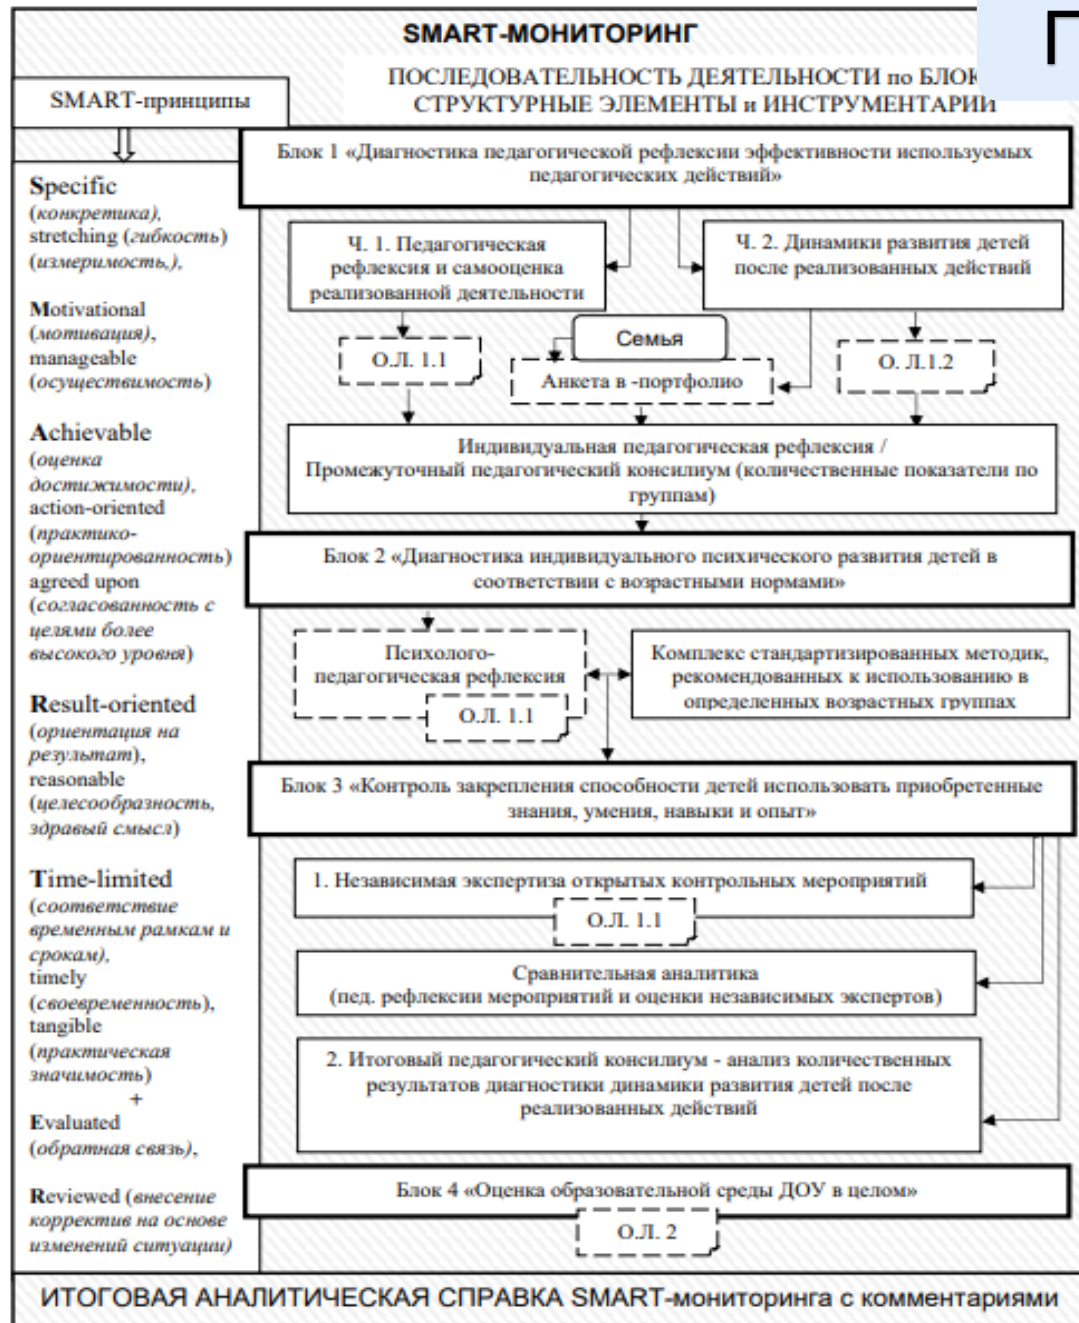 SMART-МОНИТОРИНГ
SMART-принципы
ПОСЛЕДОВАТЕЛЬНОСТЬ ДЕЯТЕЛЬНОСТИ по БЛОК
СТРУКТУРНЫЕ ЭЛЕМЕНТЫ и ИНСТРУМЕНТАРИЙ
Specific
(конкретика),
stretching (гибкость)
(измеримость,),
Motivational
(мотивация),
manageable
(осуществимость)
Achievable
(оценка
достижимости),
action-oriented
(практико-
ориентированность)
agreed upon
(согласованность с
целями более
высокого уровня)
Result-oriented
(ориентация на
результат),
reasonable
(целесообразность,
здравый смысл)
Time-limited
(соответствие
временным рамкам и
срокам),
timely
(своевременность),
tangible
(практическая
значимость)
+
Evaluated
(обратная связь),
Reviewed (внесение
корректив на основе
изменений ситуации)
Блок 1 «Диагностика педагогической рефлексии эффективности используемых
педагогических действий»
Ч. 1. Педагогическая
рефлексия и самооценка
реализованной деятельности
Ч. 2. Динамики развития детей
после реализованных действий
О.Л. 1.1
Семья
Анкета в -портфолио
О. Л.1.2
Индивидуальная педагогическая рефлексия /
Промежуточный педагогический консилиум (количественные показатели по
группам)
Блок 2 «Диагностика индивидуального психического развития детей в
соответствии с возрастными нормами»
Психолого-
педагогическая рефлексия
О.Л. 1.1
Комплекс стандартизированных методик,
рекомендованных к использованию в
определенных возрастных группах
Блок 3 «Контроль закрепления способности детей использовать приобретенные
знания, умения, навыки и опыт»
1. Независимая экспертиза открытых контрольных мероприятий
О.Л. 1.1
Сравнительная аналитика
(пед. рефлексии мероприятий и оценки независимых экспертов)
2. Итоговый педагогический консилиум - анализ количественных
результатов диагностики динамики развития детей после
реализованных действий
Блок 4 «Оценка образовательной среды ДОУ в целом»
О.Л. 2
ИТОГОВАЯ АНАЛИТИЧЕСКАЯ СПРАВКА SMART-мониторинга с комментариями